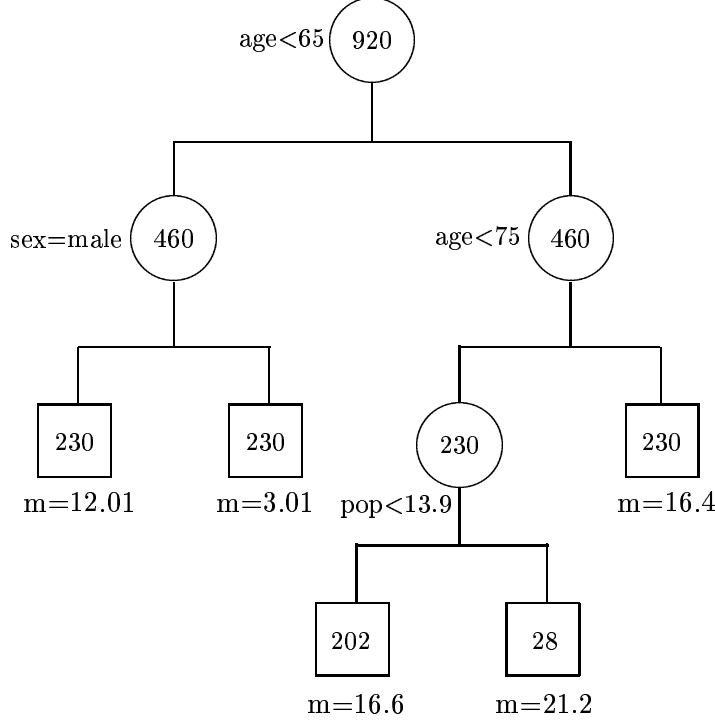 age<65 920
sex=male 460
age<75 460
230
230
230
230
m=12.01
m=3.01
pop<13.9
m=16.4
202
28
m=16.6
m=21.2